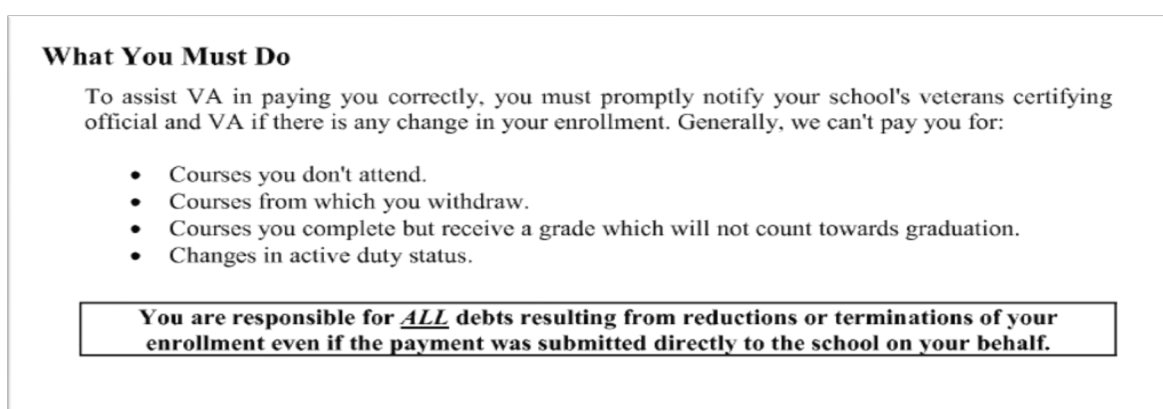 What You Must Do
To assist VA in paying you correctly, you must promptly notify your school's veterans certifying
official and VA if there is any change in your enrollment. Generally, we can't pay you for:
• Courses you don't attend.
• Courses from which you withdraw.
• Courses you complete but receive a grade which will not count towards graduation.
• Changes in active duty status.
You are responsible for ALL debts resulting from reductions or terminations of your
enrollment even if the payment was submitted directly to the school on your behalf.